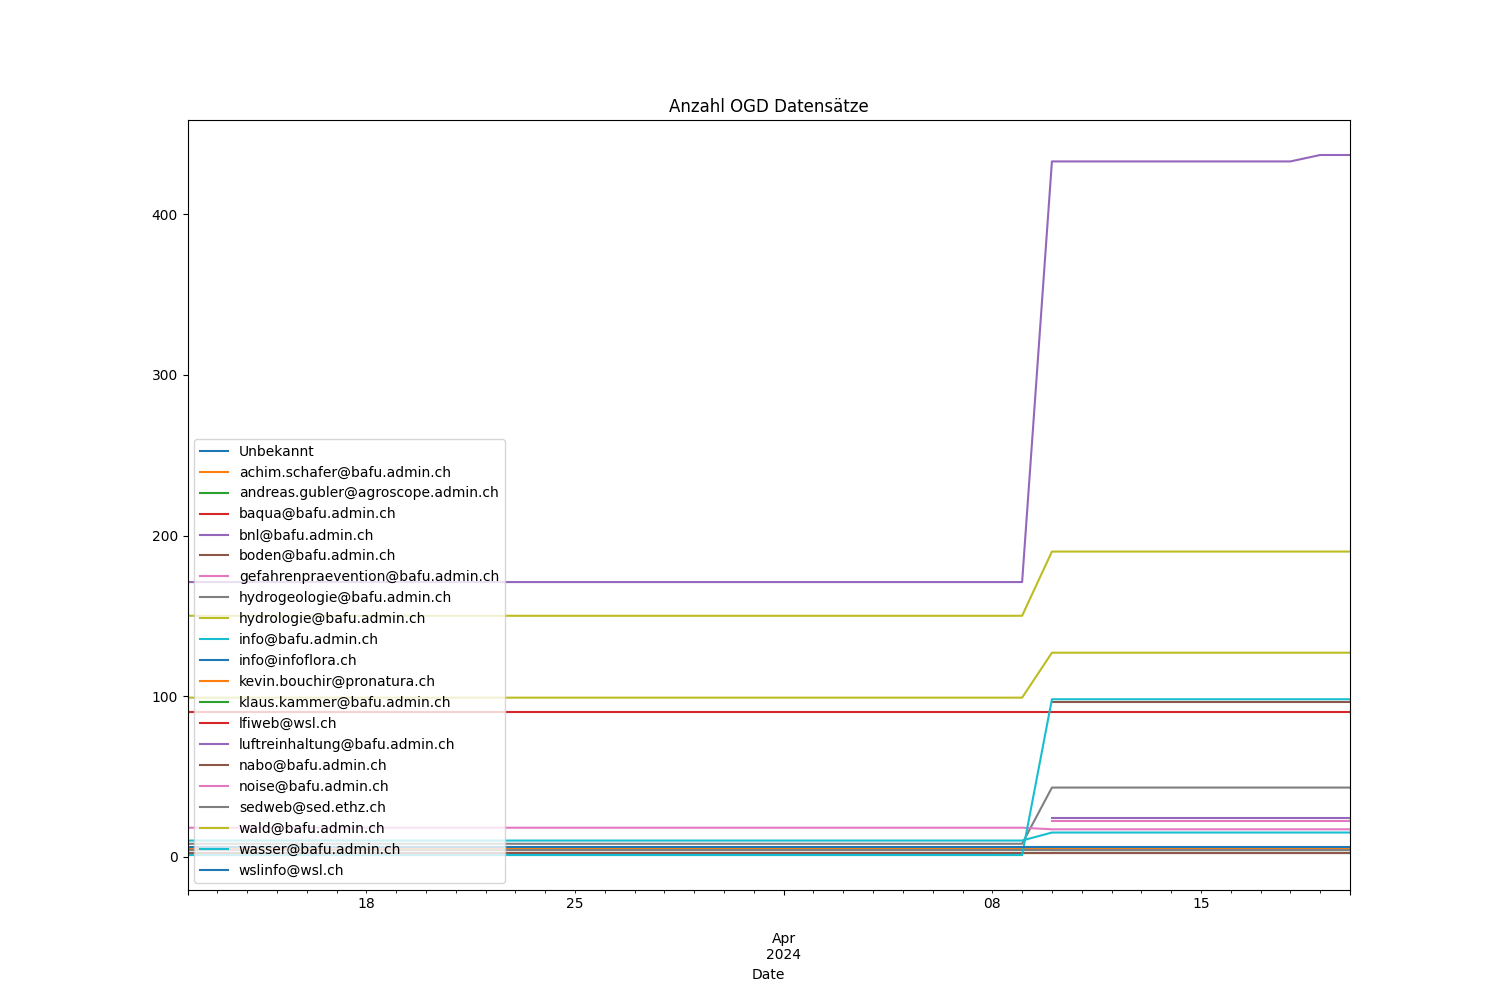 Anzahl OGD Datensätze
400
300
200
100
0
Unbekannt
achim.schafer@bafu.admin.ch
andreas.gubler@agroscope.admin.ch
baqua@bafu.admin.ch
bnl@bafu.admin.ch
boden@bafu.admin.ch
gefahrenpraevention@bafu.admin.ch
hydrogeologie@bafu.admin.ch
hydrologie@bafu.admin.ch
info@bafu.admin.ch
info@infoflora.ch
kevin.bouchir@pronatura.ch
klaus.kammer@bafu.admin.ch
lfiweb@wsl.ch
luftreinhaltung@bafu.admin.ch
nabo@bafu.admin.ch
noise@bafu.admin.ch
sedweb@sed.ethz.ch
wald@bafu.admin.ch
wasser@bafu.admin.ch
wslinfo@wsl.ch
18 25 08 15
Apr
2024
Date